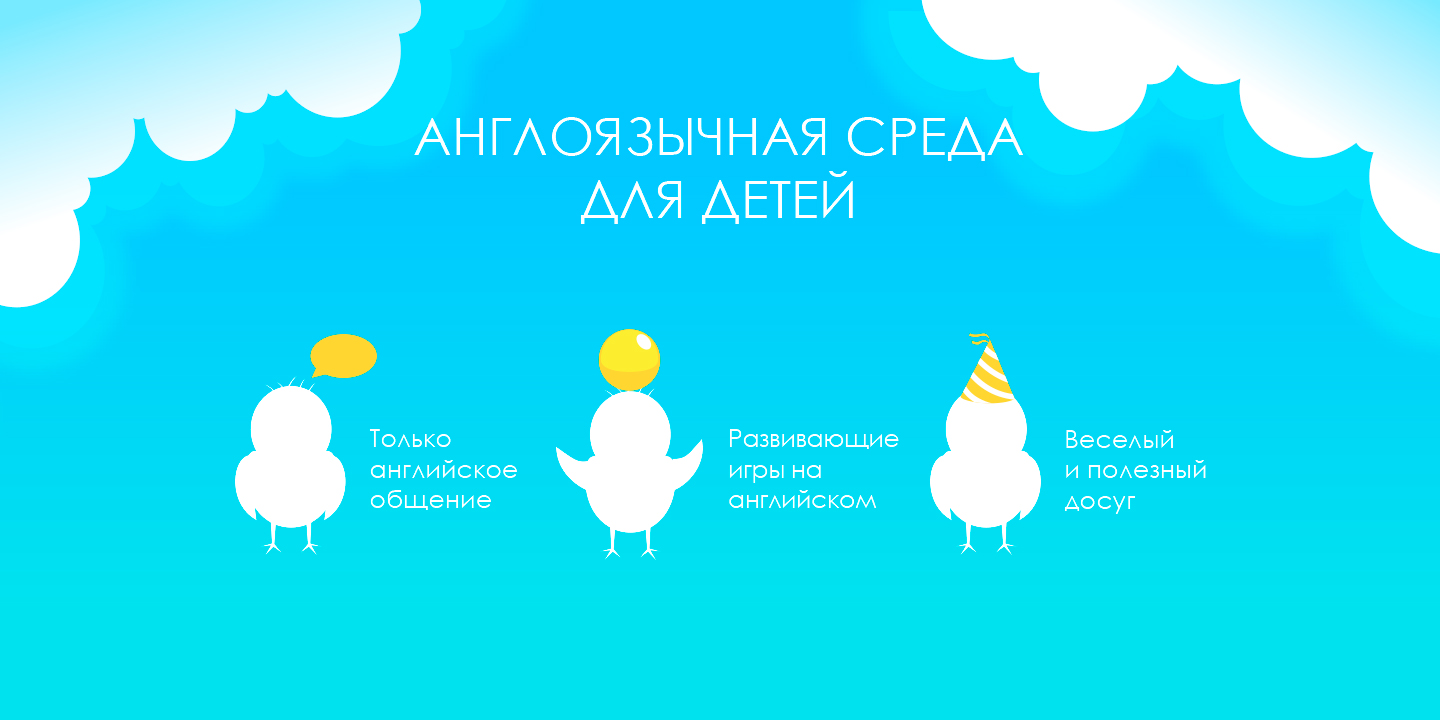 АНГЛОЯЗЫЧНАЯ СРЕДА
ДЛЯ ДЕТЕЙ
Только
английское
общение
Развивающие
игры на
английском
Веселый
и полезный
досуг